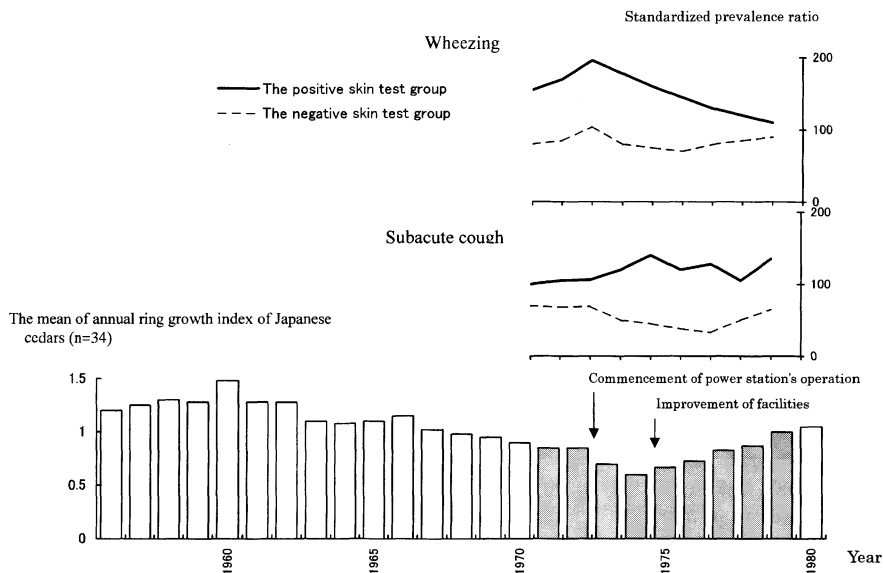 Standardized prevalence ratio
Wheezing
The positive skin test group
The negative skin test group
200
100
0
Subacute cough
200
100
0
The mean of annual ring growth index of Japanese
cedars (n=34)
Commencement of power station's operation
Improvement of facilities
1.5
1
0.5
0
1960
1965
1970
1975
1980
Year